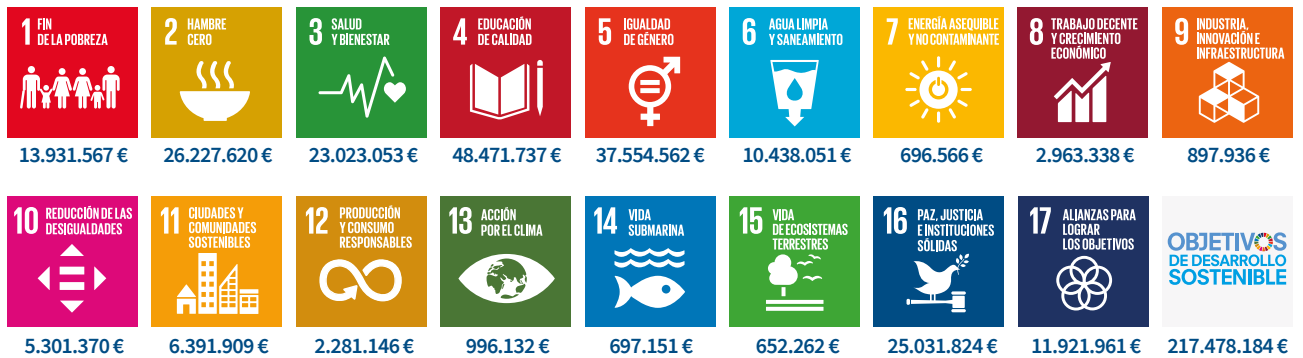 1 FIN
DE LA POBREZA
2 HAMBRE
CERO
3 SALUD
Y BIENESTAR
4 EDUCACIÓN
DE CALIDAD
5 IGUALDAD
DE GÉNERO
6 AGUA LIMPIA
Y SANEAMIENTO
7 ENERGÍA ASEQUIBLE
Y NO CONTAMINANTE
8 TRABAJO DECENTE
Y CRECIMIENTO
ECONÓMICO
9 INDUSTRIA,
INNOVACIÓN E
INFRAESTRUCTURA
13.931.567 €
26.227.620 €
23.023.053 €
48.471.737 €
37.554.562 €
10.438.051 €
696.566 €
2.963.338 €
897.936 €
10 REDUCCIÓN DE LAS
DESIGUALDADES
11 CIUDADES Y
COMUNIDADES
SOSTENIBLES
12 PRODUCCIÓN
Y CONSUMO
RESPONSABLES
13 ACCIÓN
POR EL CLIMA
14 VIDA
SUBMARINA
15 VIDA
DE ECOSISTEMAS
TERRESTRES
16 PAZ, JUSTICIA
E INSTITUCIONES
SÓLIDAS
17 ALIANZAS PARA
LOGRAR
LOS OBJETIVOS
OBJETIVOS
DE DESARROLLO
SOSTENIBLE
5.301.370 €
6.391.909 €
2.281.146 €
996.132 €
697.151 €
652.262 €
25.031.824 €
11.921.961 €
217.478.184 €